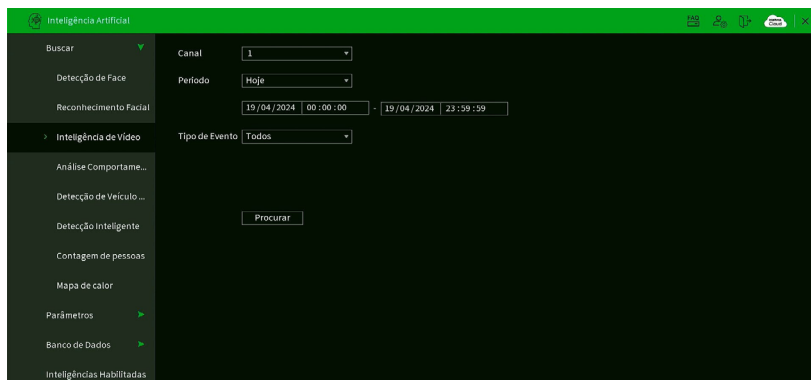 Inteligência Artificial
FAQ
Cloud
Buscar
Detecção de Face
Reconhecimento Facial
Inteligência de Vídeo
Análise Comportame...
Detecção de Veículo ...
Detecção Inteligente
Contagem de pessoas
Mapa de calor
Parâmetros
Banco de Dados
Inteligências Habilitadas
Canal 1
Período Hoje
19/04/2024 00:00:00 - 19/04/2024 23:59:59
Tipo de Evento Todos
Procurar